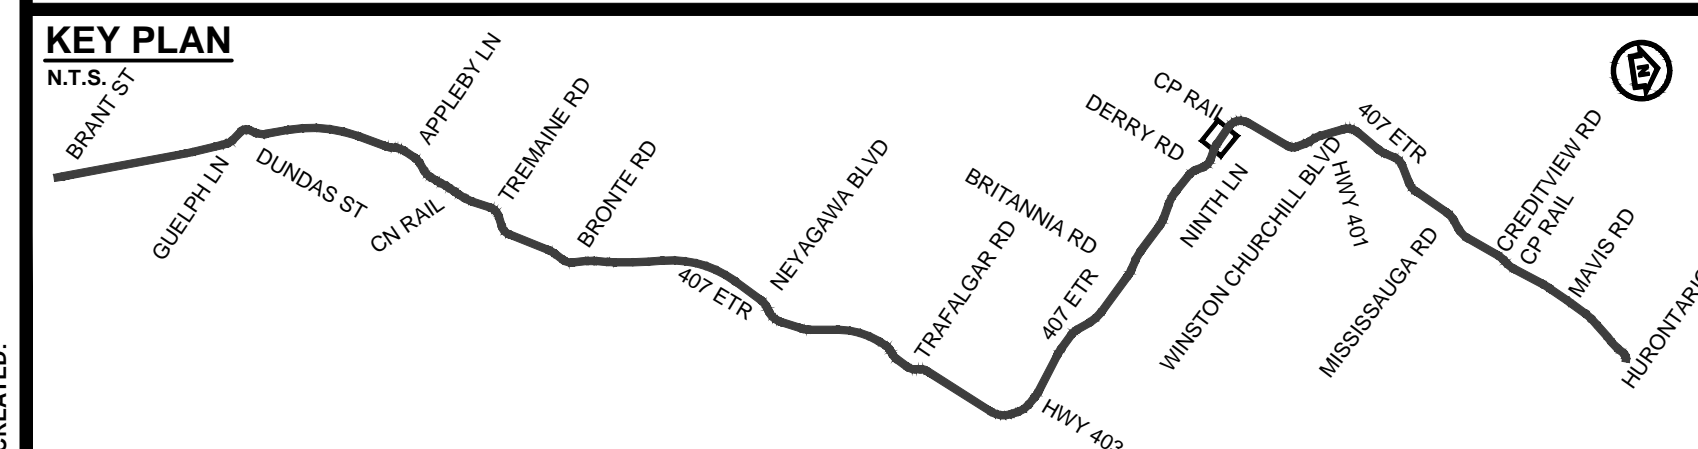 KEY PLAN
N.T.S.
BRANT ST
GUELPH LN
DUNDAS ST
CN RAIL
APPLEBY LN
TREMAINE RD
BRONTE RD
407 ETR
NEYAGAWA BLVD
TRAFALGAR RD
BRITANNIA RD
407 ETR
HWY 403
DERRY RD
CP RAIL
NINTH LN
WINSTON CHURCHILL BLVD
HWY 401
407 ETR
MISSISSAUGA RD
CREDITVIEW RD
CP RAIL
MAVIS RD
HURONTARIO
N
CREATED: